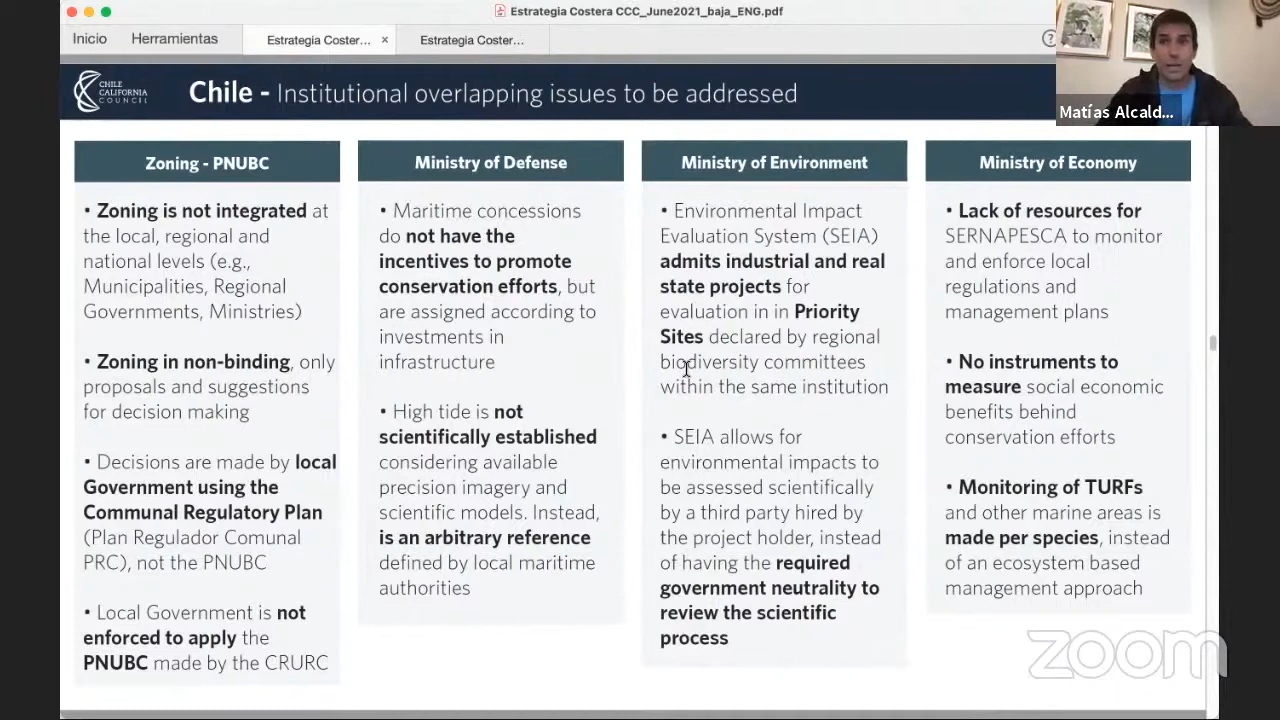 Estrategia Costera CCC_June2021_baja_ENG.pdf
Inicio
Herramientas
Estrategia Coster...
×
Estrategia Coster...
?
Matías Alcald...
CHILE
CALIFORNIA
COUNCIL
Chile - Institutional overlapping issues to be addressed
Zoning - PNUBC
• Zoning is not integrated at
the local, regional and
national levels (e.g.,
Municipalities, Regional
Governments, Ministries)
• Zoning in non-binding, only
proposals and suggestions
for decision making
• Decisions are made by local
Government using the
Communal Regulatory Plan
(Plan Regulador Comunal
PRC), not the PNUBC
• Local Government is not
enforced to apply the
PNUBC made by the CRURC
Ministry of Defense
• Maritime concessions
do not have the
incentives to promote
conservation efforts, but
are assigned according to
investments in
infrastructure
• High tide is not
scientifically established
considering available
precision imagery and
scientific models. Instead,
is an arbitrary reference
defined by local maritime
authorities
Ministry of Environment
• Environmental Impact
Evaluation System (SEIA)
admits industrial and real
state projects for
evaluation in in Priority
Sites declared by regional
biodiversity committees
within the same institution
• SEIA allows for
environmental impacts to
be assessed scientifically
by a third party hired by
the project holder, instead
of having the required
government neutrality to
review the scientific
process
Ministry of Economy
• Lack of resources for
SERNAPESCA to monitor
and enforce local
regulations and
management plans
• No instruments to
measure social economic
benefits behind
conservation efforts
• Monitoring of TURFs
and other marine areas is
made per species, instead
of an ecosystem based
management approach
zoom